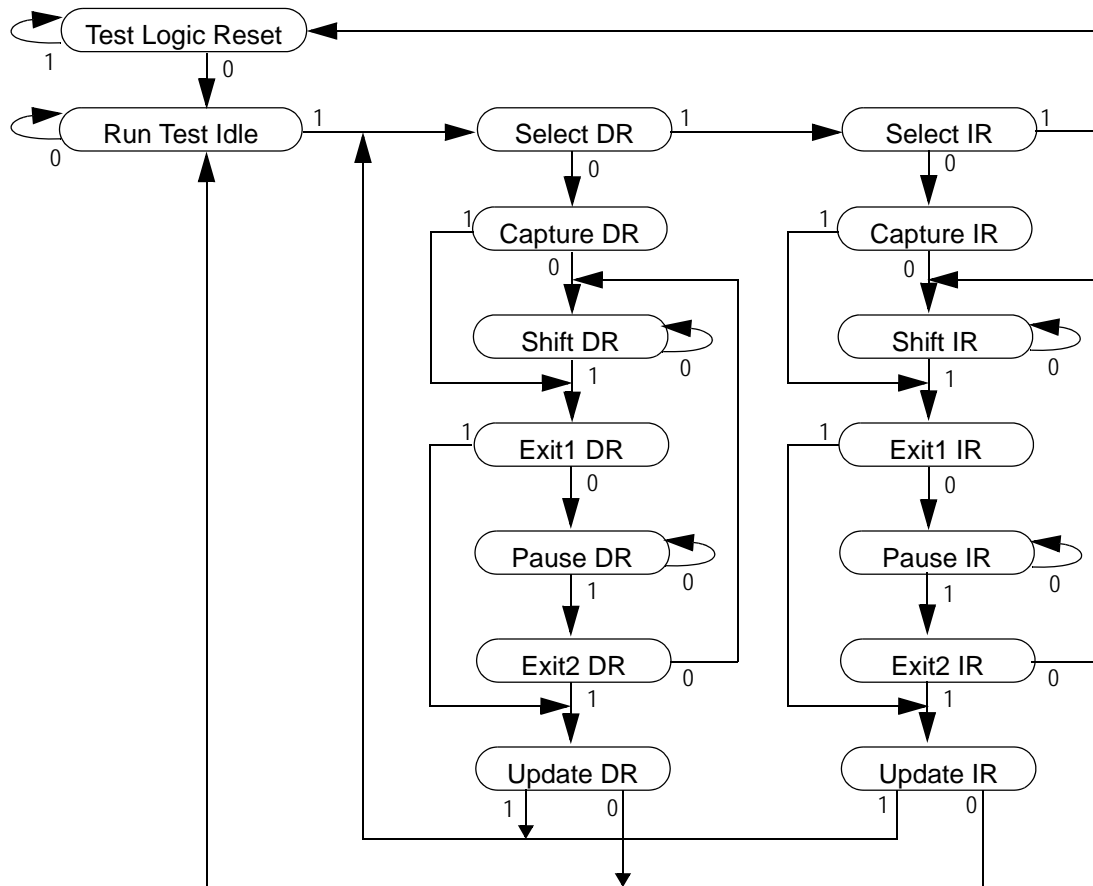 Test Logic Reset
1
0
Run Test Idle
1
0
Select DR
1
0
Select IR
1
0
Capture DR
1
0
Capture IR
1
0
Shift DR
0
1
Shift IR
0
1
Exit1 DR
1
0
Exit1 IR
1
0
Pause DR
0
1
Pause IR
0
1
Exit2 DR
0
1
Exit2 IR
0
1
Update DR
1
0
Update IR
1
0